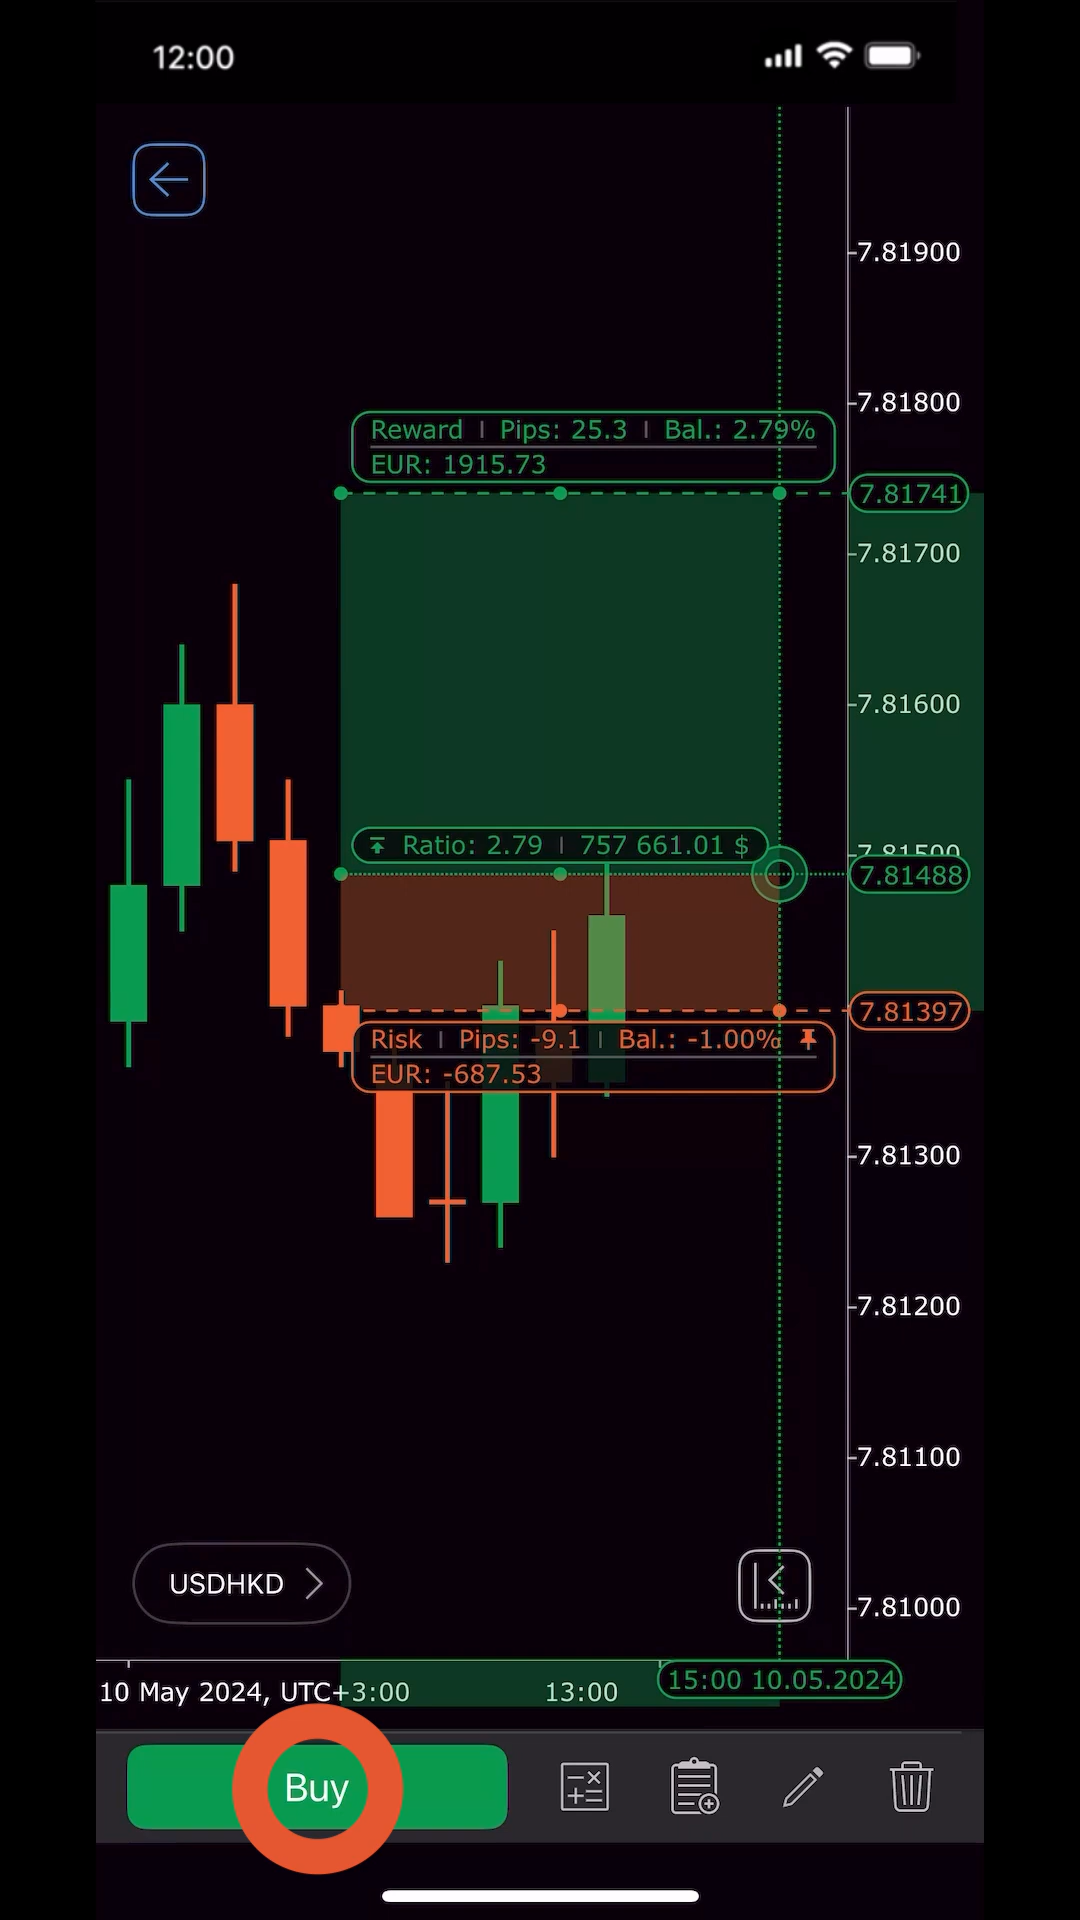 12:00
7.81900
7.81800
Reward | Pips: 25.3 | Bal.: 2.79%
EUR: 1915.73
7.81741
7.81700
7.81600
Ratio: 2.79 | 757 661.01 $
7.81500
7.81488
7.81397
Risk | Pips: -9.1 | Bal.: -1.00%
EUR: -687.53
7.81300
7.81200
7.81100
USDHKD
7.81000
10 May 2024, UTC+3:00
13:00
15:00 10.05.2024
Buy